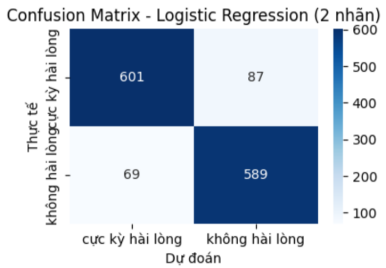 Confusion Matrix - Logistic Regression (2 nhãn)
Thực tế
cực kỳ hài lòng
không hài lòng
601
87
69
589
cực kỳ hài lòng
không hài lòng
Dự đoán
600
500
400
300
200
100